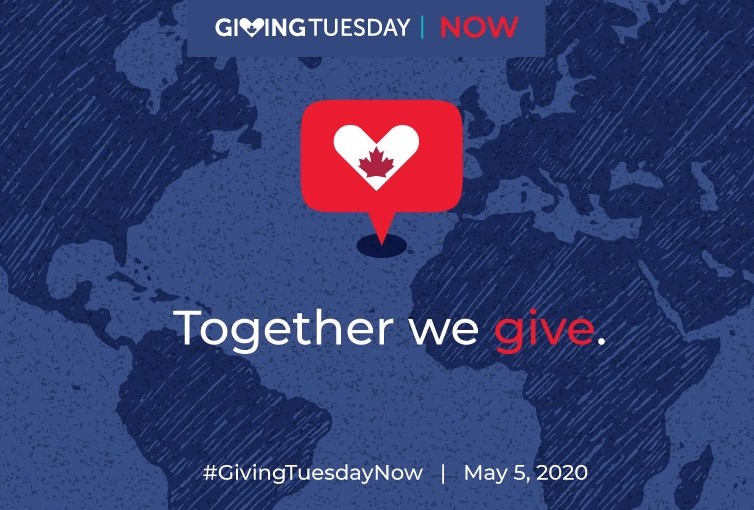 GIVINGTUESDAY | NOW
Together we give.
#GivingTuesdayNow | May 5, 2020